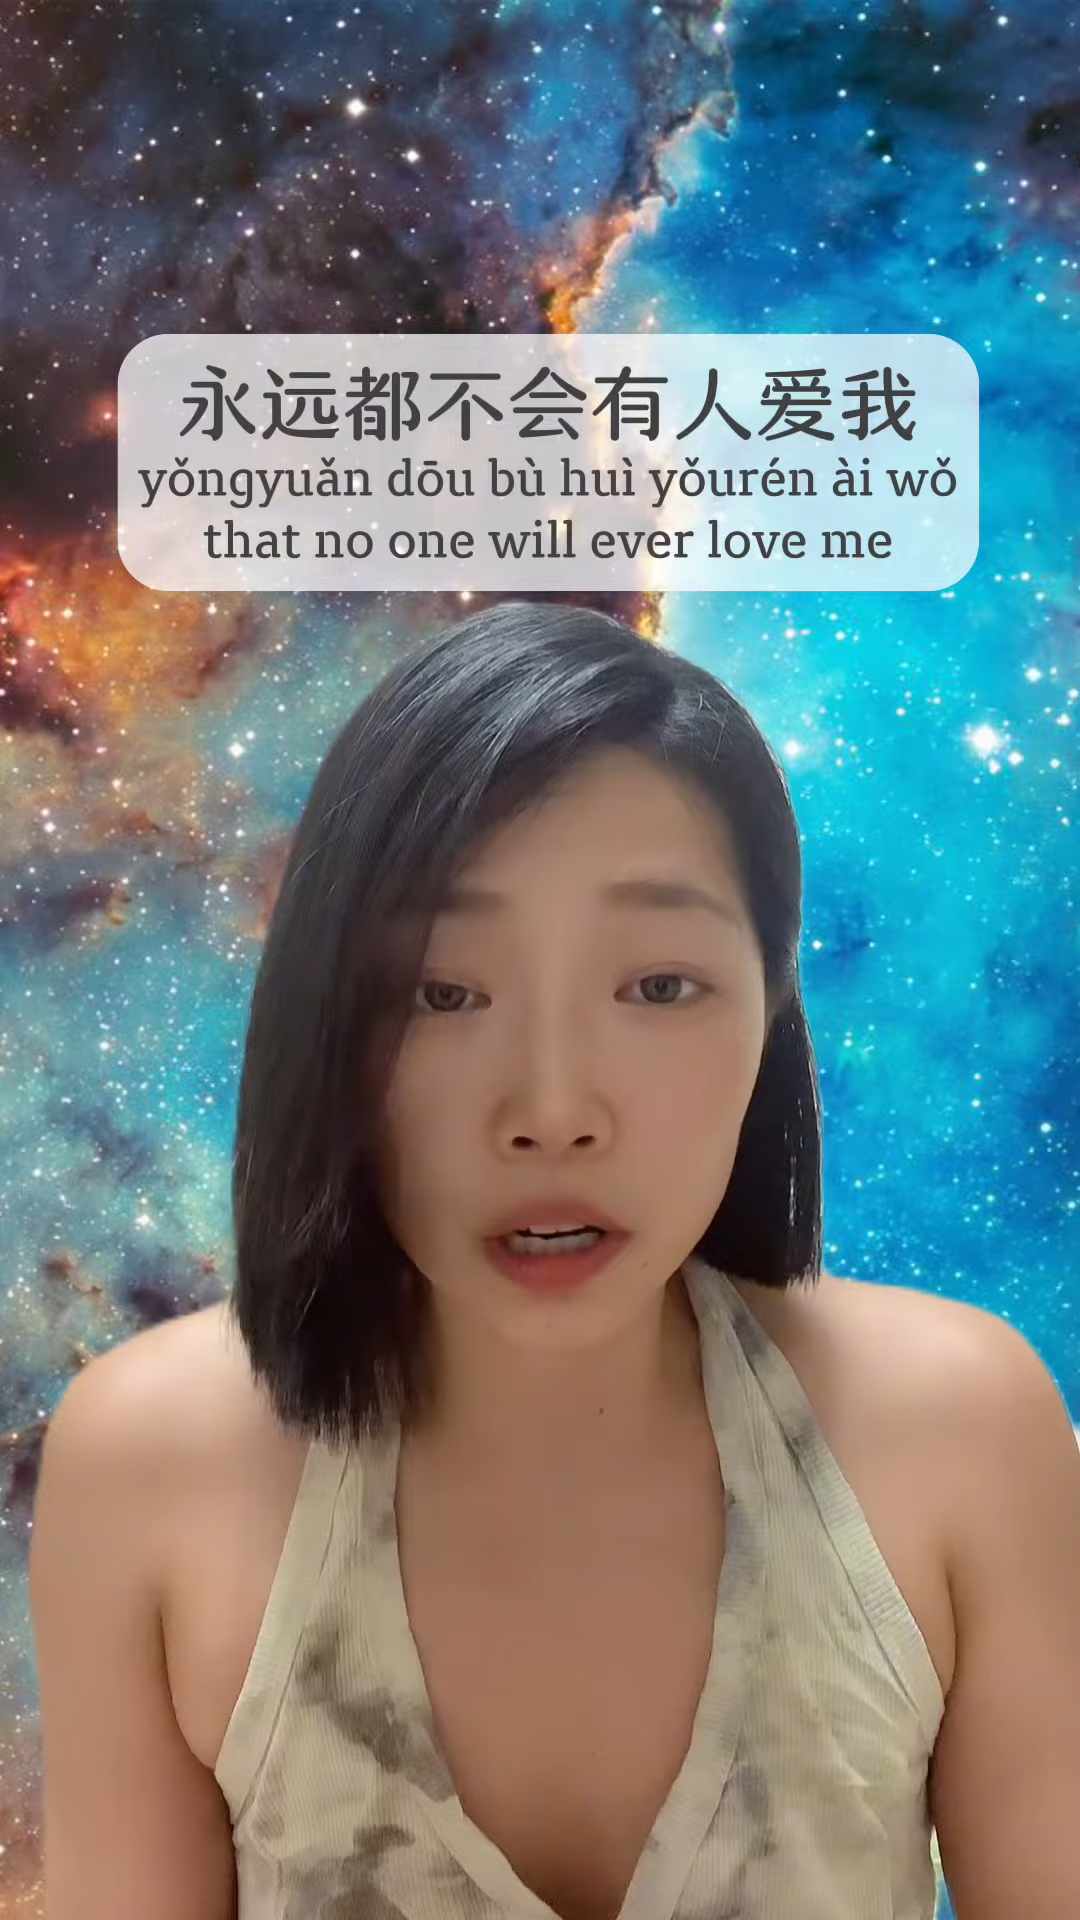 永远都不会有人爱我
yǒngyuǎn dōu bù huì yǒurén ài wǒ
that no one will ever love me